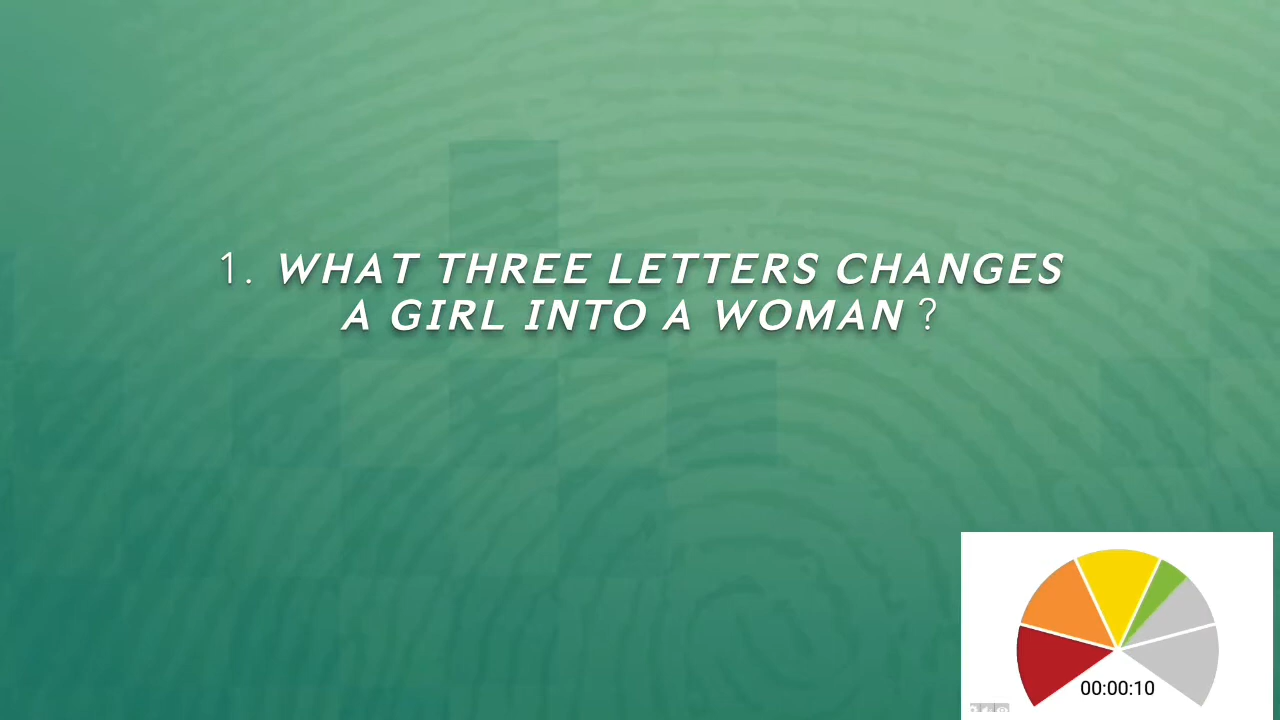 1. WHAT THREE LETTERS CHANGES
A GIRL INTO A WOMAN ?
00:00:10